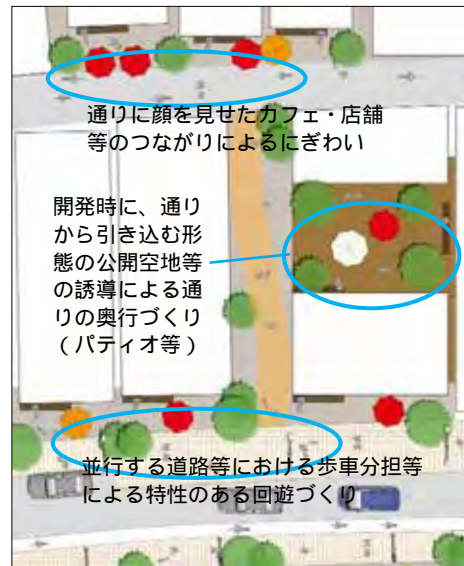 通りに顔を見せたカフェ・店舗
等のつながりによるにぎわい
開発時に、通り
から引き込む形
態の公開空地等
の誘導による通
りの奥行づくり
(パティオ等)
並行する道路等における歩車分担等
による特性のある回遊づくり